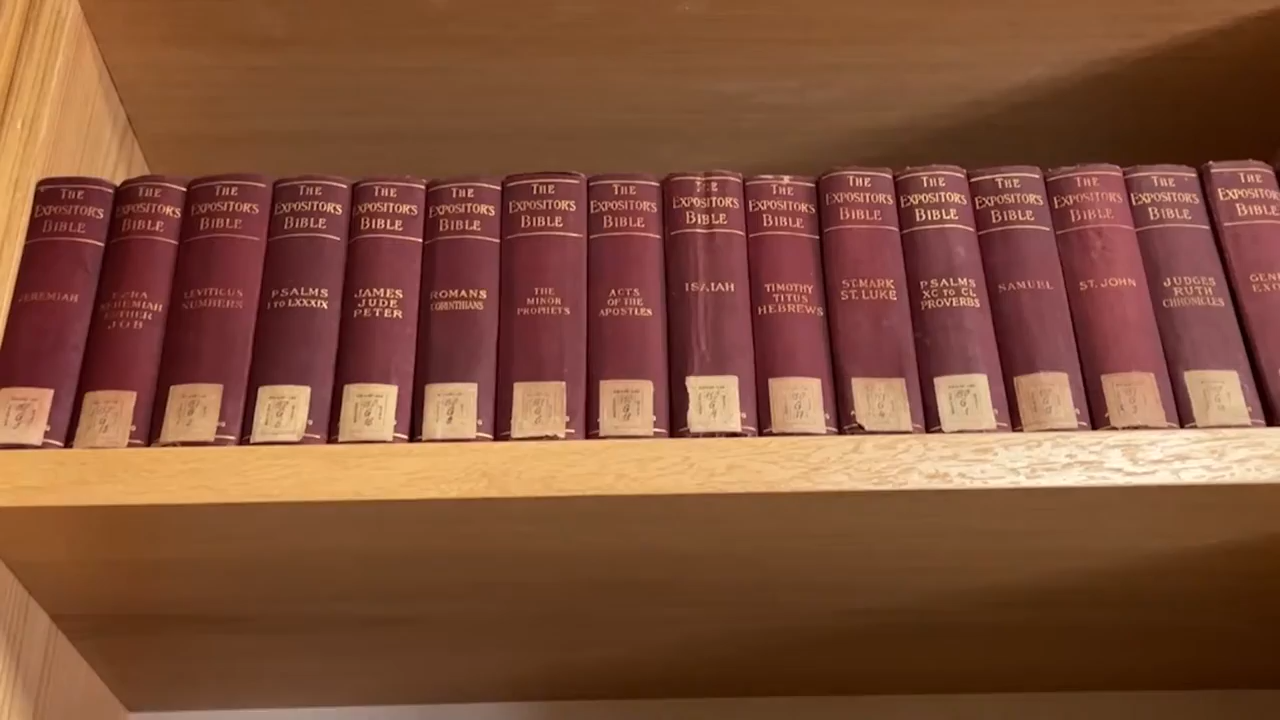 THE
EXPOSITOR'S
BIBLE
JEREMIAH
THE
EXPOSITOR'S
BIBLE
EZRA
NEHEMIAH
ESTHER
JOB
THE
EXPOSITOR'S
BIBLE
LEVITICUS
NUMBERS
THE
EXPOSITOR'S
BIBLE
PSALMS
I TO LXXXIX
THE
EXPOSITOR'S
BIBLE
JAMES
JUDE
PETER
THE
EXPOSITOR'S
BIBLE
ROMANS
CORINTHIANS
THE
EXPOSITOR'S
BIBLE
THE
MINOR
PROPHETS
THE
EXPOSITOR'S
BIBLE
ACTS
OF THE
APOSTLES
THE
EXPOSITOR'S
BIBLE
ISAIAH
THE
EXPOSITOR'S
BIBLE
TIMOTHY
TITUS
HEBREWS
THE
EXPOSITOR'S
BIBLE
ST. MARK
ST. LUKE
THE
EXPOSITOR'S
BIBLE
PSALMS
XC TO CL
PROVERBS
THE
EXPOSITOR'S
BIBLE
SAMUEL
THE
EXPOSITOR'S
BIBLE
ST. JOHN
THE
EXPOSITOR'S
BIBLE
JUDGES
RUTH
CHRONICLES
THE
EXPOSITOR'S
BIBLE
GEN
EXO